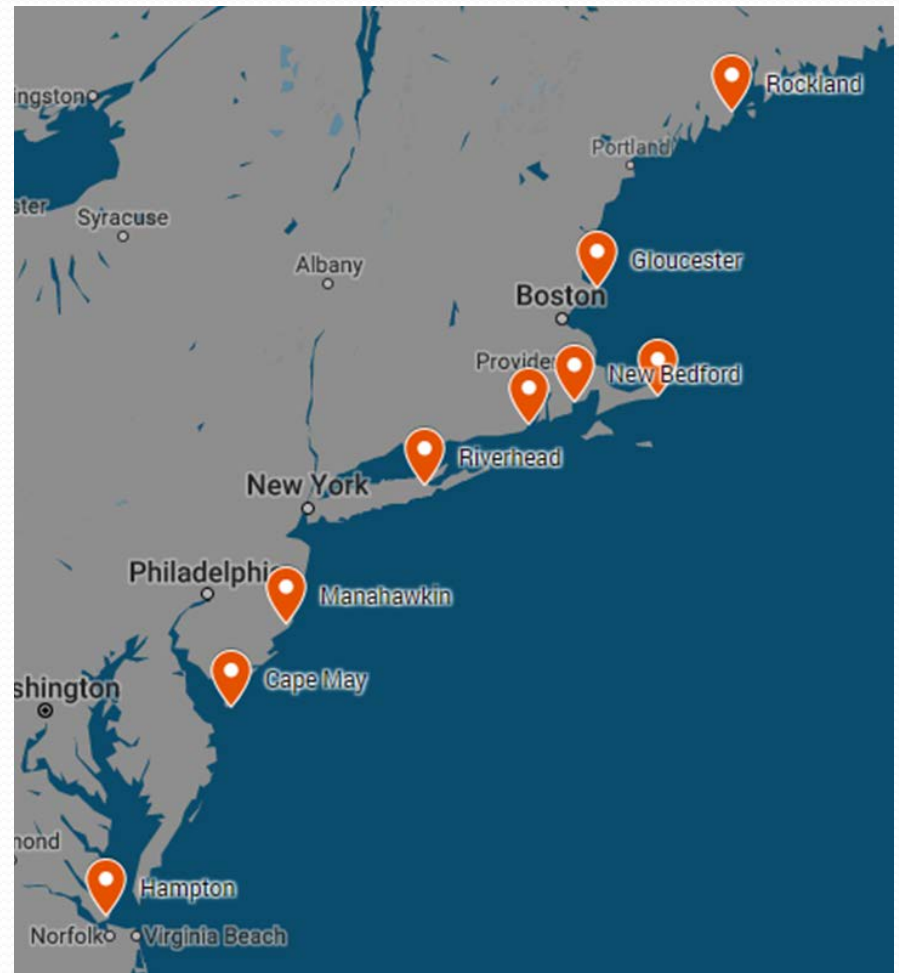 Rockland
ingston
Portland
ster
Syracuse
Albany
Gloucester
Boston
Provide
New Bedford
Riverhead
New York
Philadelphi
Manahawkin
Cape May
shington
mond
Hampton
Norfolk
Virginia Beach